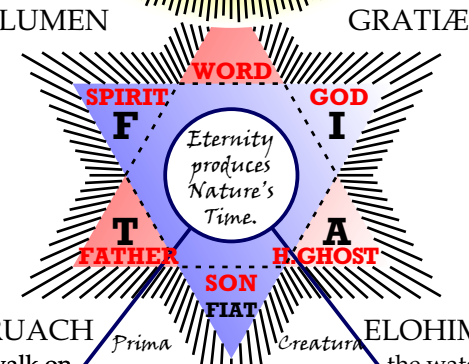 LUMEN GRATIÆ
WORD
SPIRIT GOD
F I
Eternity
produces
Nature's
Time.
T A
FATHER H.GHOST
SON
FIAT
RUACH Prima Creatura ELOHIM
walk on the wat